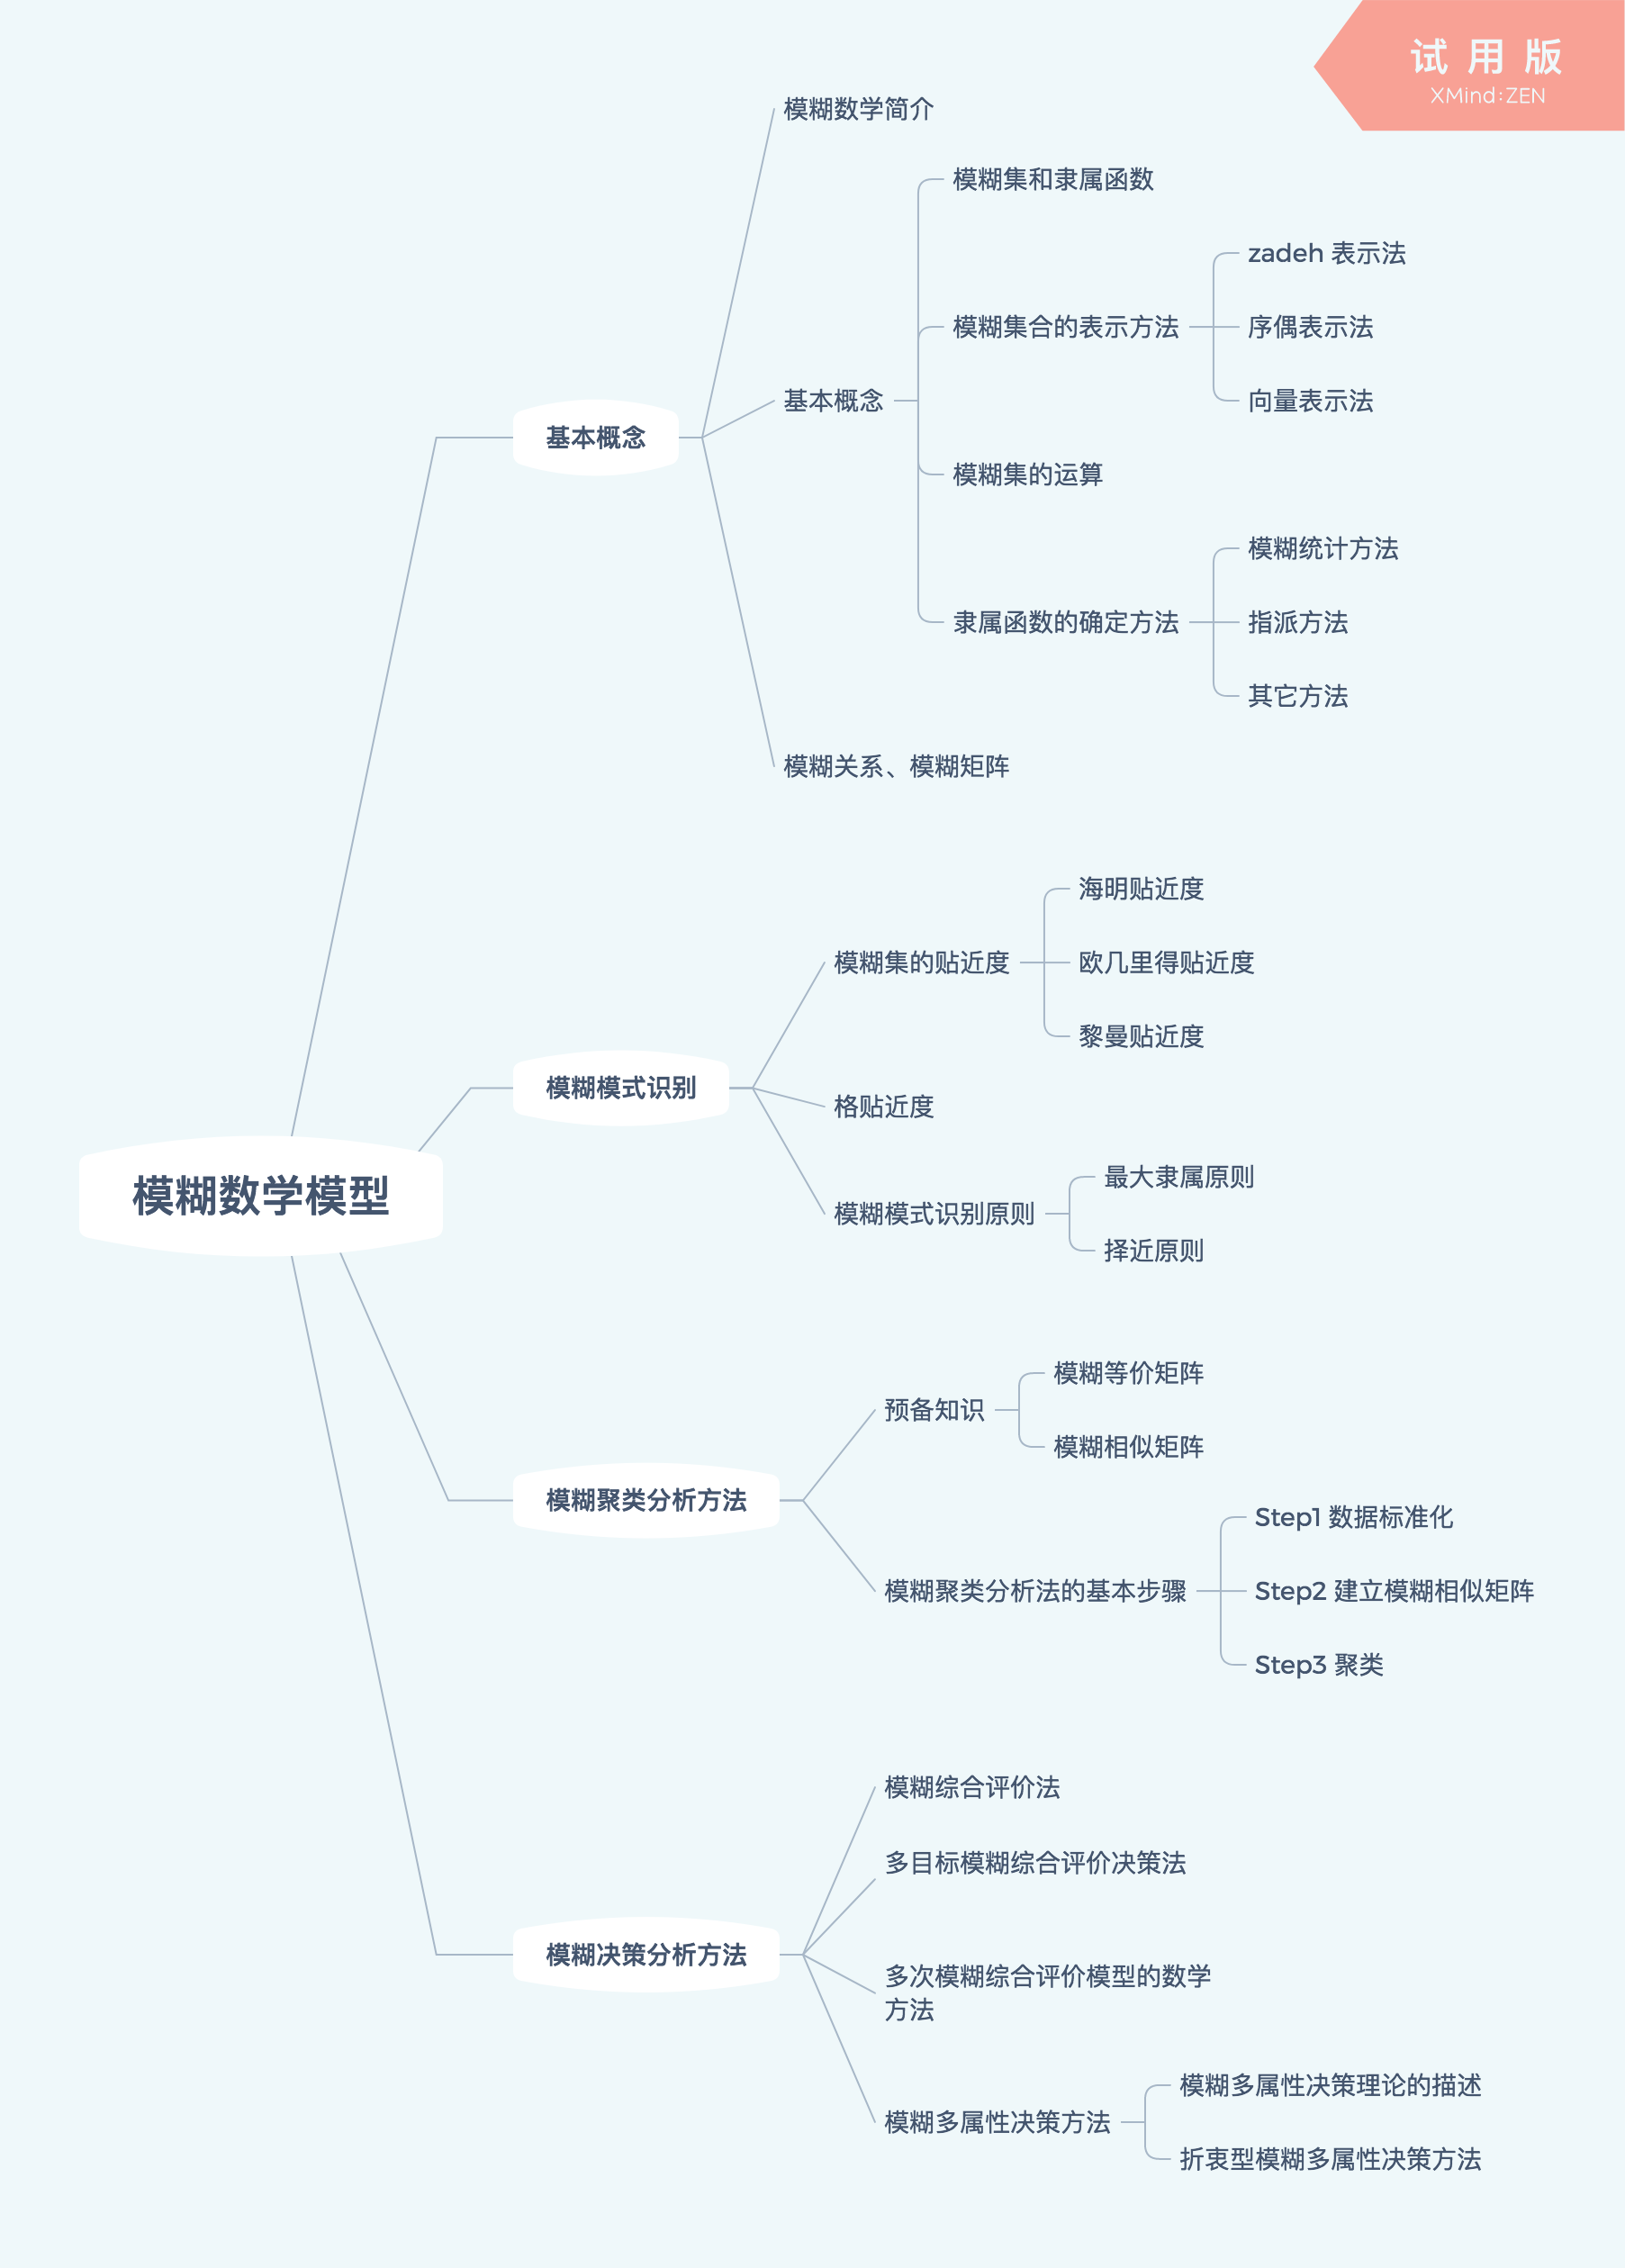 试用版
XMind:ZEN
模糊数学模型
基本概念
模糊数学简介
基本概念
模糊集和隶属函数
模糊集合的表示方法
zadeh 表示法
序偶表示法
向量表示法
模糊集的运算
隶属函数的确定方法
模糊统计方法
指派方法
其它方法
模糊关系、模糊矩阵
模糊模式识别
模糊集的贴近度
海明贴近度
欧几里得贴近度
黎曼贴近度
格贴近度
模糊模式识别原则
最大隶属原则
择近原则
模糊聚类分析方法
预备知识
模糊等价矩阵
模糊相似矩阵
模糊聚类分析法的基本步骤
Step1 数据标准化
Step2 建立模糊相似矩阵
Step3 聚类
模糊决策分析方法
模糊综合评价法
多目标模糊综合评价决策法
多次模糊综合评价模型的数学
方法
模糊多属性决策方法
模糊多属性决策理论的描述
折衷型模糊多属性决策方法